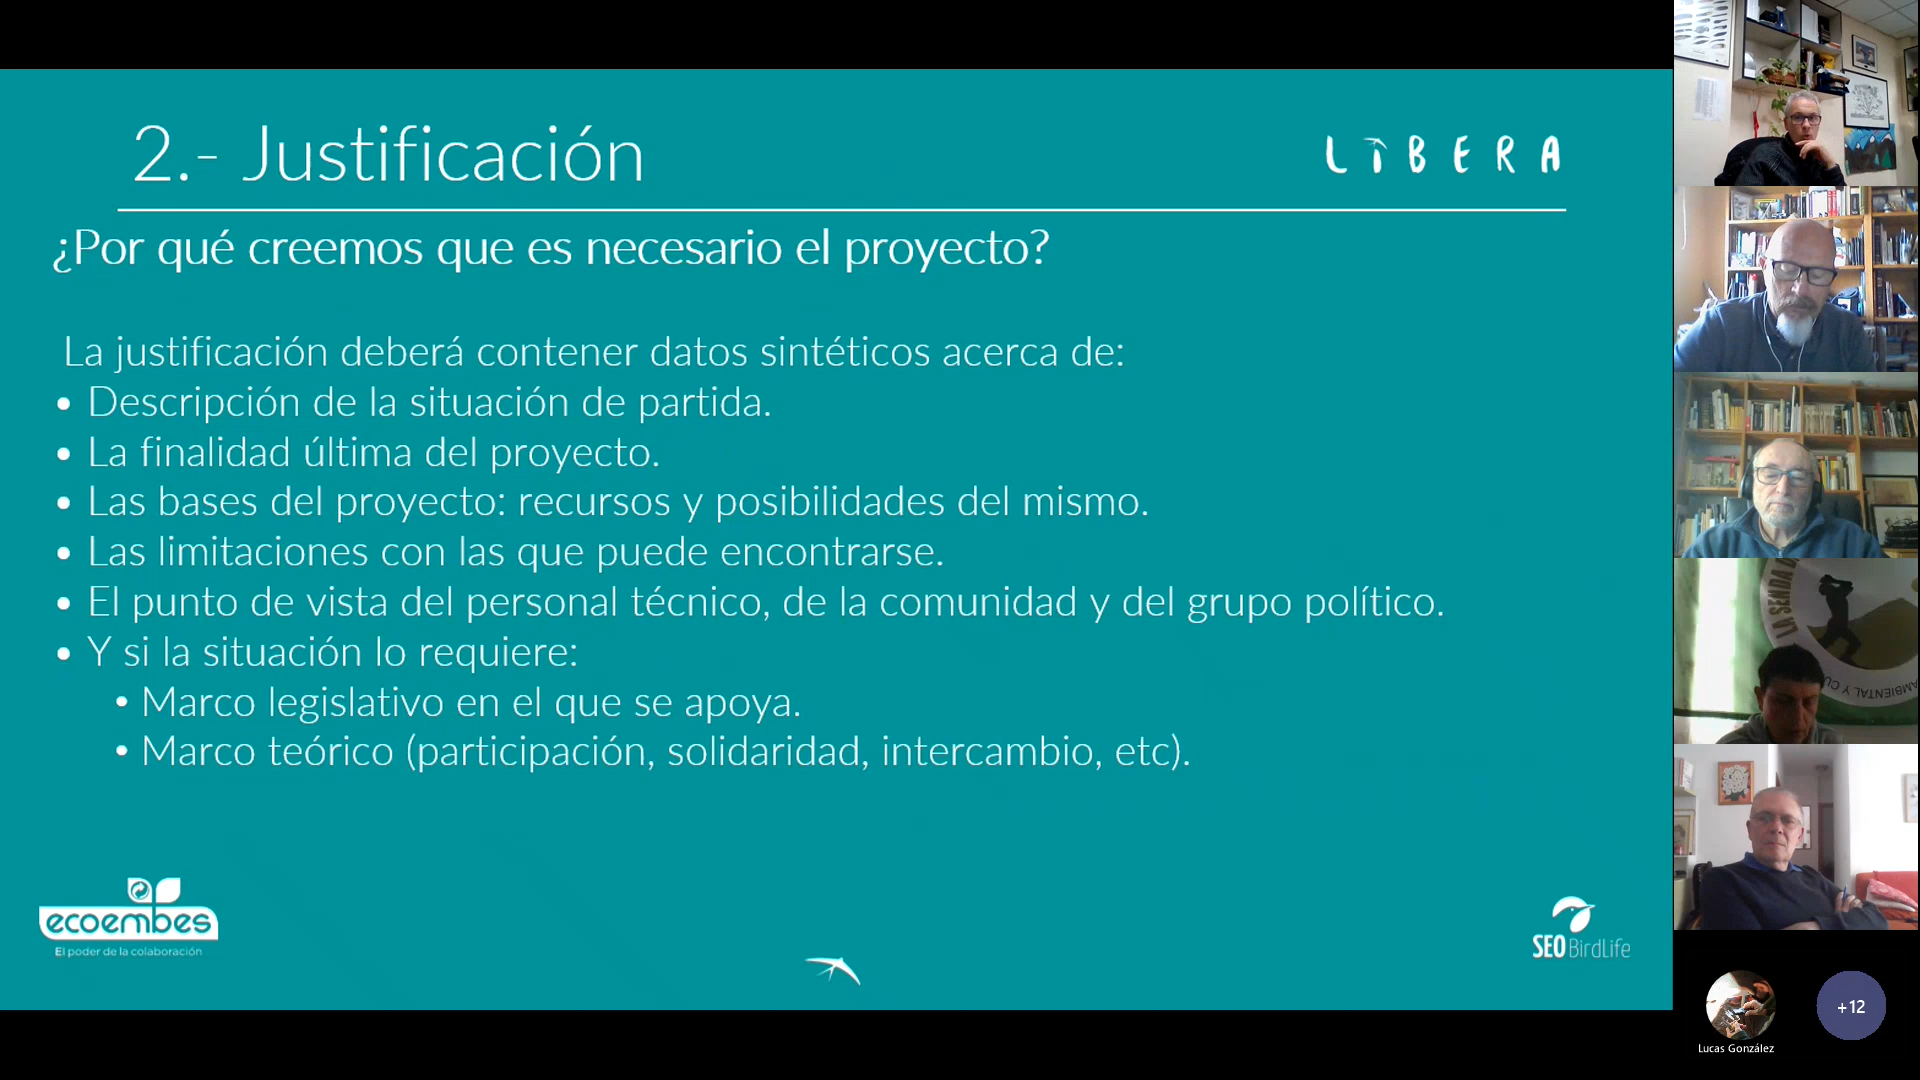 2.- Justificación
LIBERA
¿Por qué creemos que es necesario el proyecto?
La justificación deberá contener datos sintéticos acerca de:
• Descripción de la situación de partida.
• La finalidad última del proyecto.
• Las bases del proyecto: recursos y posibilidades del mismo.
• Las limitaciones con las que puede encontrarse.
• El punto de vista del personal técnico, de la comunidad y del grupo político.
• Y si la situación lo requiere:
• Marco legislativo en el que se apoya.
• Marco teórico (participación, solidaridad, intercambio, etc).
ecoembes
El poder de la colaboración
SEO BirdLife
LA SENDA
AMBIENTAL Y CU
+12
Lucas González